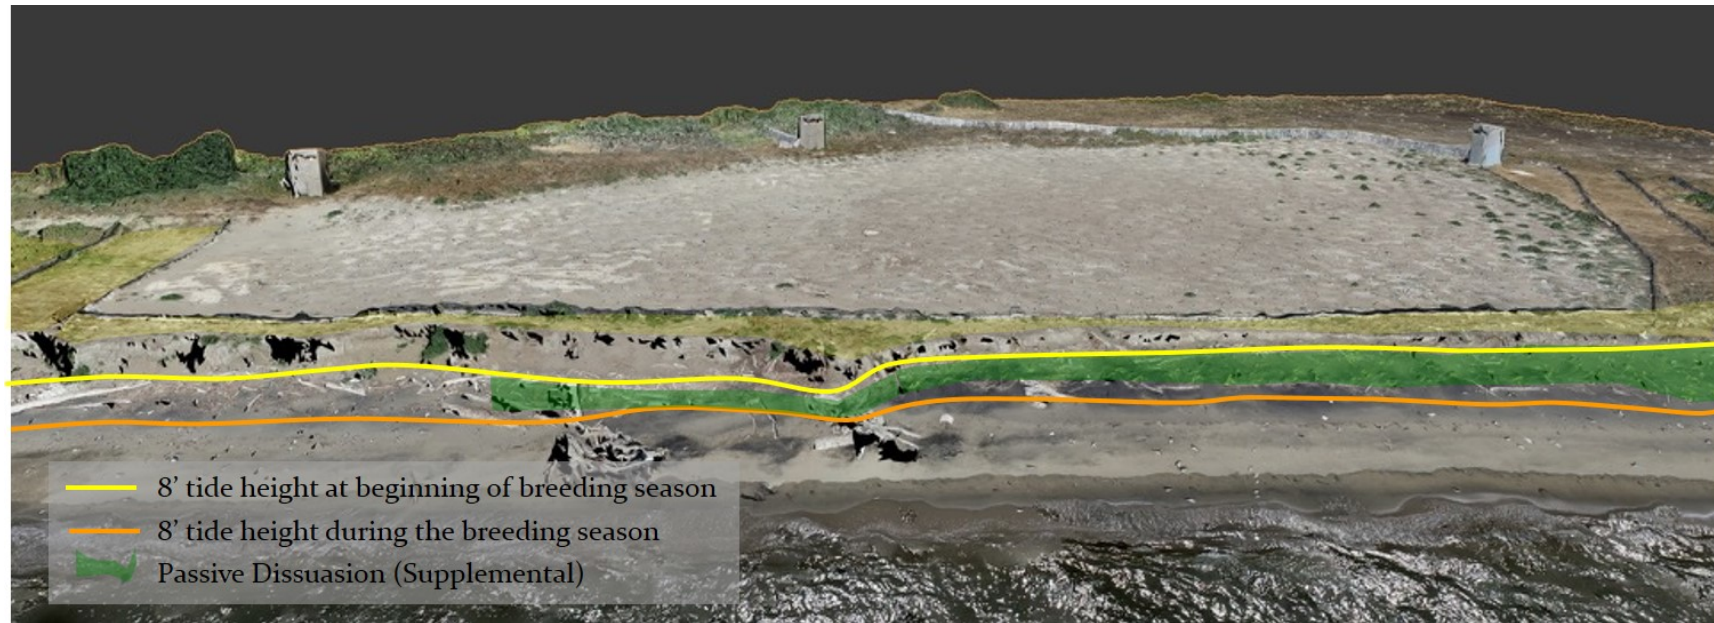 8’ tide height at beginning of breeding season
8’ tide height during the breeding season
Passive Dissuasion (Supplemental)